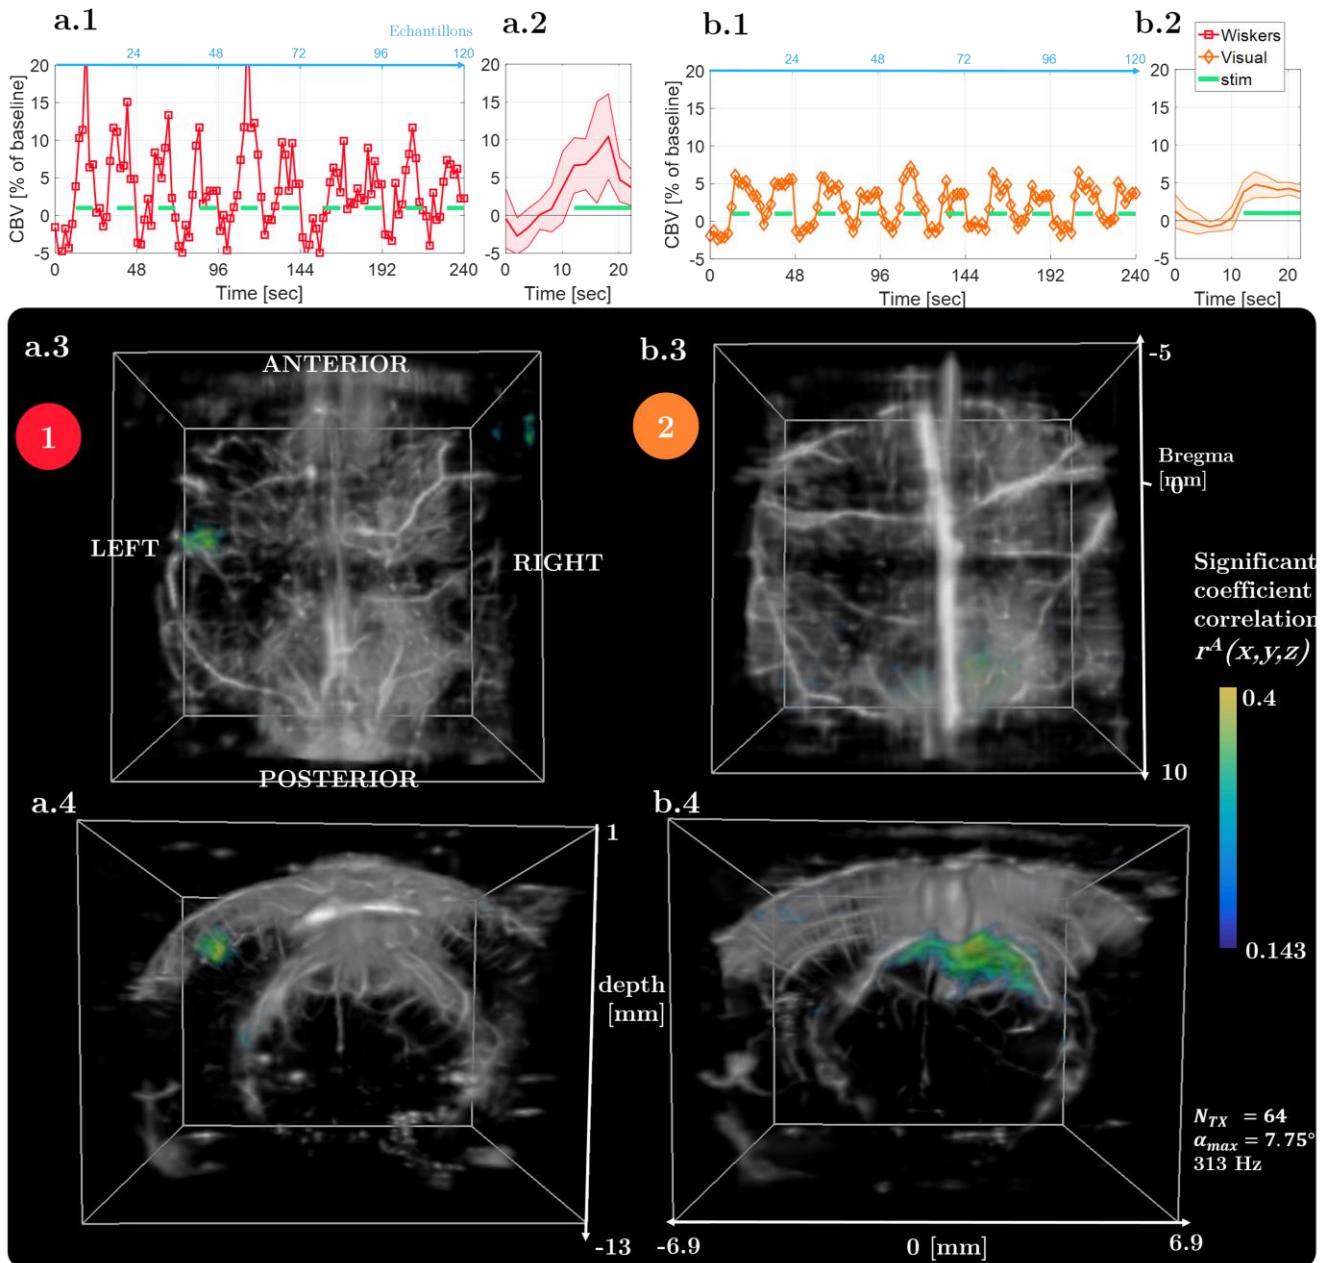 a.1
Echantillons
24 48 72 96 120
CBV [% of baseline]
20
15
10
5
0
-5
0 48 96 144 192 240
Time [sec]
a.2
20
15
10
5
0
-5
0 10 20
Time [sec]
b.1
24 48 72 96 120
CBV [% of baseline]
20
15
10
5
0
-5
0 48 96 144 192 240
Time [sec]
b.2
Wiskers
Visual
stim
20
15
10
5
0
-5
0 10 20
Time [sec]
a.3
ANTERIOR
1
LEFT
RIGHT
POSTERIOR
b.3
2
-5
Bregma
[mm]
0
10
Significant
coefficient
correlation
r^A(x,y,z)
0.4
0.143
a.4
1
depth
[mm]
-13
b.4
-6.9 0 [mm] 6.9
N_TX = 64
α_max = 7.75°
313 Hz